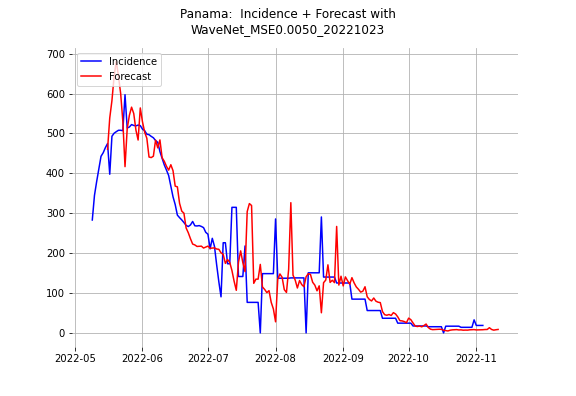 Panama:  Incidence + Forecast with
WaveNet_MSE0.0050_20221023
700
600
500
400
300
200
100
0
Incidence
Forecast
2022-05 2022-06 2022-07 2022-08 2022-09 2022-10 2022-11